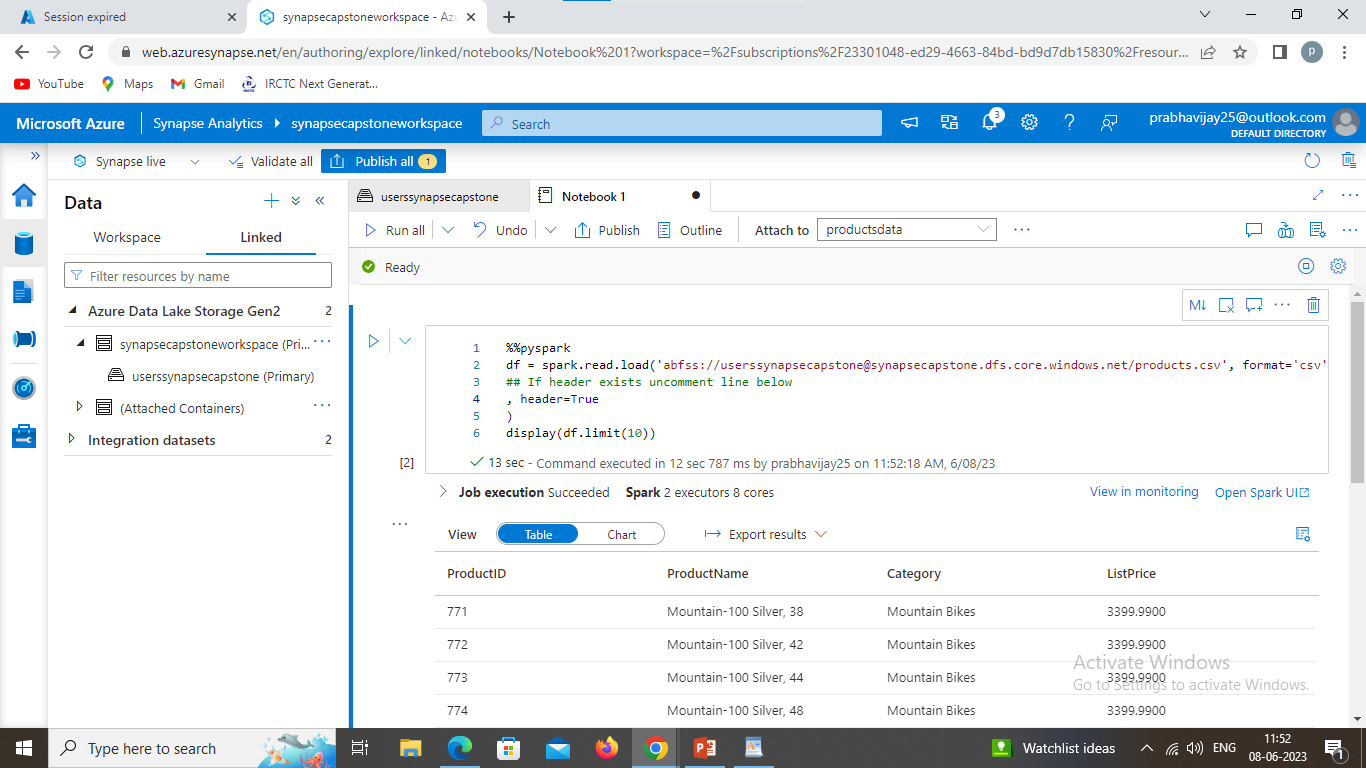 Session expired
synapsecapstoneworkspace - Azu
web.azuresynapse.net/en/authoring/explore/linked/notebooks/Notebook%201?workspace=%2Fsubscriptions%2F23301048-ed29-4663-84bd-bd9d7db15830%2Fresour...
P
YouTube
Maps
Gmail
IRCTC Next Generat...
Microsoft Azure
Synapse Analytics
synapsecapstoneworkspace
Search
3
prabhavijay25@outlook.com
DEFAULT DIRECTORY
Synapse live
Validate all
Publish all 1
Data
userssynapsecapstone
Notebook 1
Workspace
Linked
Run all
Undo
Publish
Outline
Attach to
productsdata
Filter resources by name
Ready
Azure Data Lake Storage Gen2 2
synapsecapstoneworkspace (Pri...
userssynapsecapstone (Primary)
(Attached Containers)
Integration datasets 2
M↓
1 %%pyspark
2 df = spark.read.load('abfss://userssynapsecapstone@synapsecapstone.dfs.core.windows.net/products.csv', format='csv'
3 ## If header exists uncomment line below
4 , header=True
5 )
6 display(df.limit(10))
[2]
13 sec - Command executed in 12 sec 787 ms by prabhavijay25 on 11:52:18 AM, 6/08/23
Job execution Succeeded Spark 2 executors 8 cores
View in monitoring
Open Spark UI
View
Table
Chart
Export results
ProductID ProductName Category ListPrice
771 Mountain-100 Silver, 38 Mountain Bikes 3399.9900
772 Mountain-100 Silver, 42 Mountain Bikes 3399.9900
773 Mountain-100 Silver, 44 Mountain Bikes 3399.9900
774 Mountain-100 Silver, 48 Mountain Bikes 3399.9900
Activate Windows
Go to Settings to activate Windows.
Type here to search
Watchlist ideas
ENG
11:52
08-06-2023
1